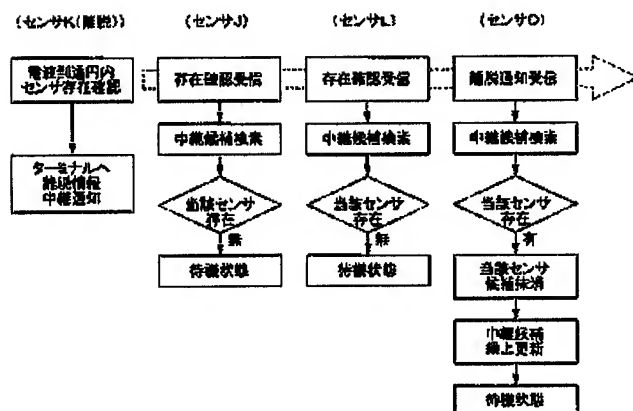 (センサK(離脱))
(センサJ)
(センサL)
(センサO)
電波到達円内
センサ存在確認
存在確認受信
存在確認受信
離脱通知受信
中継候補検索
中継候補検索
中継候補検索
ターミナルへ
離脱情報
中継通知
当該センサ
存在
当該センサ
存在
当該センサ
存在
無
無
有
待機状態
待機状態
当該センサ
候補抹消
中継候補
繰上更新
待機状態